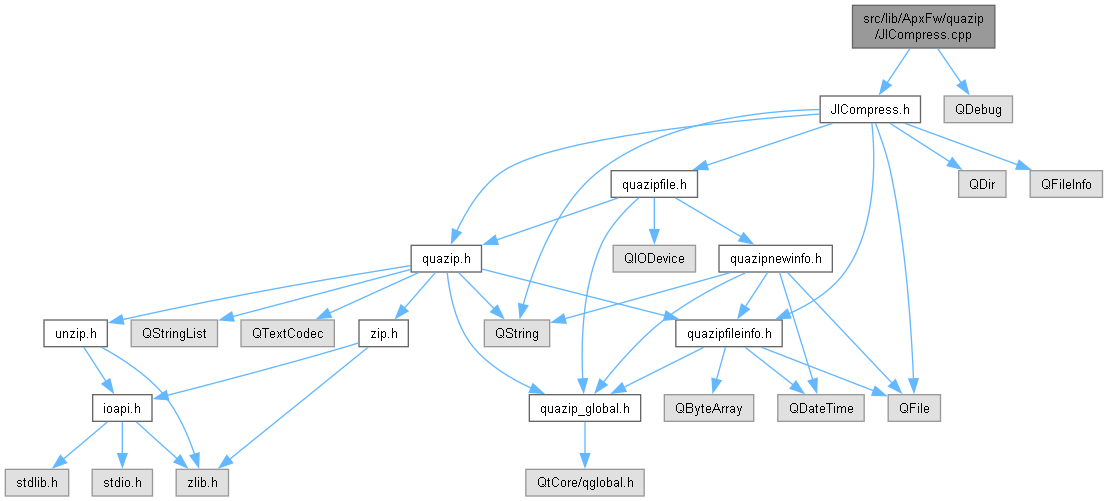 src/lib/ApxFw/quazip
/JlCompress.cpp
JlCompress.h
QDebug
quazipfile.h
QDir
QFileInfo
quazip.h
QIODevice
quazipnewinfo.h
unzip.h
QStringList
QTextCodec
zip.h
QString
quazipfileinfo.h
ioapi.h
quazip_global.h
QByteArray
QDateTime
QFile
stdlib.h
stdio.h
zlib.h
QtCore/qglobal.h